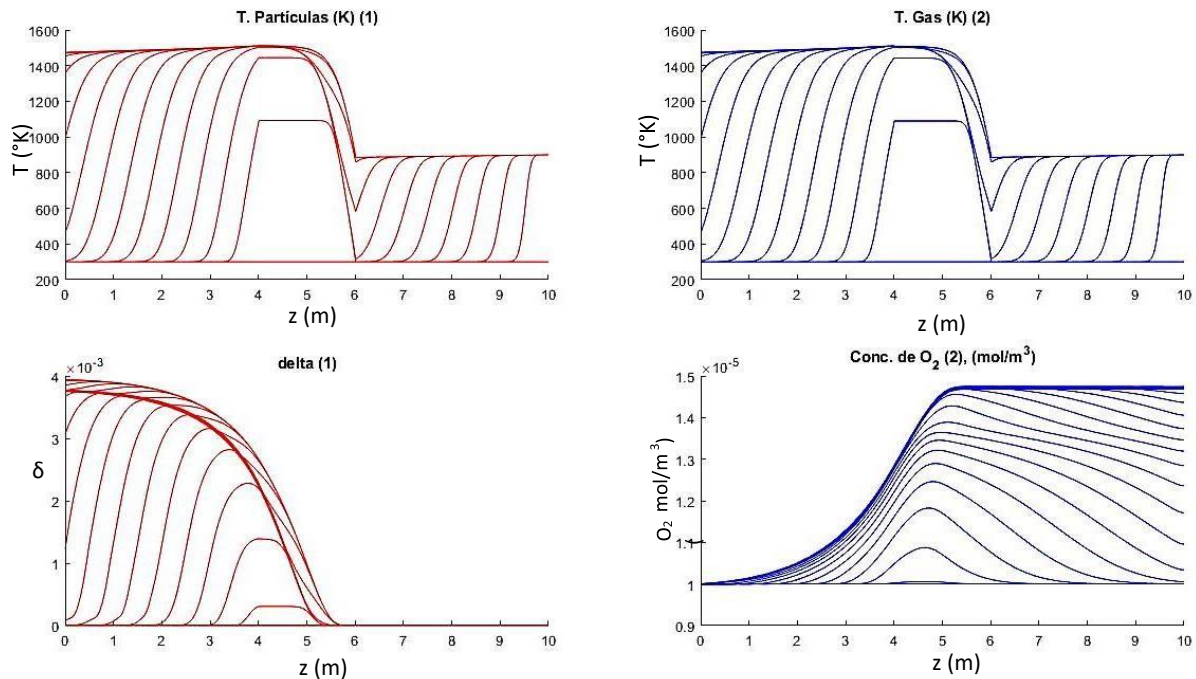 T. Partículas (K) (1)
1600
1400
1200
1000
800
600
400
200
T (°K)
0 1 2 3 4 5 6 7 8 9 10
z (m)
T. Gas (K) (2)
1600
1400
1200
1000
800
600
400
200
T (°K)
0 1 2 3 4 5 6 7 8 9 10
z (m)
×10⁻³
delta (1)
4
3
2
1
0
δ
0 1 2 3 4 5 6 7 8 9 10
z (m)
×10⁻⁵
Conc. de O₂ (2), (mol/m³)
1.5
1.4
1.3
1.2
1.1
1
0.9
O₂ mol/m³
0 1 2 3 4 5 6 7 8 9 10
z (m)